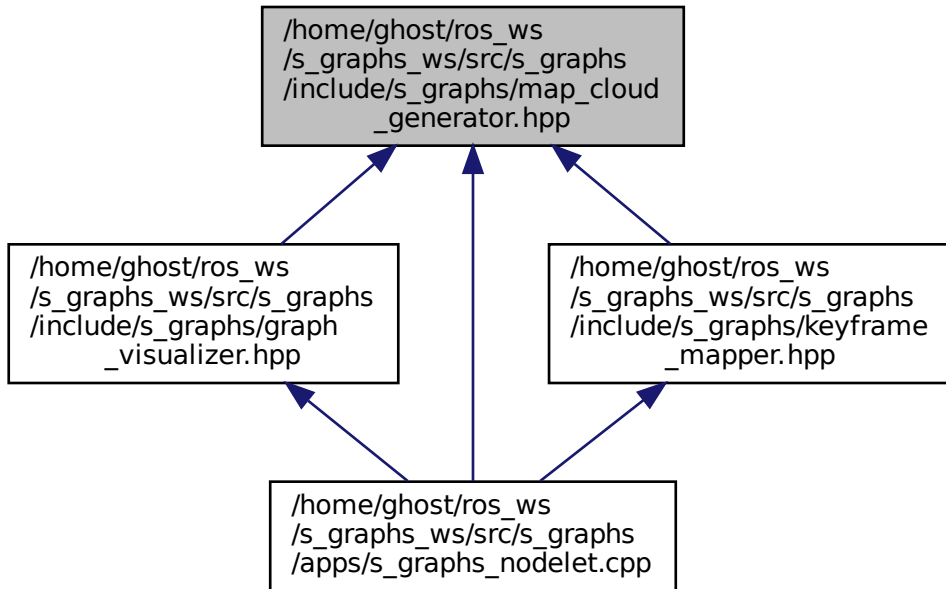 /home/ghost/ros_ws
/s_graphs_ws/src/s_graphs
/include/s_graphs/map_cloud
_generator.hpp
/home/ghost/ros_ws
/s_graphs_ws/src/s_graphs
/include/s_graphs/graph
_visualizer.hpp
/home/ghost/ros_ws
/s_graphs_ws/src/s_graphs
/include/s_graphs/keyframe
_mapper.hpp
/home/ghost/ros_ws
/s_graphs_ws/src/s_graphs
/apps/s_graphs_nodelet.cpp